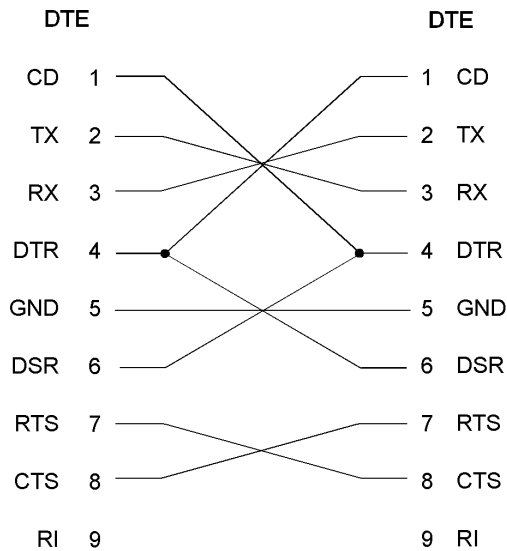 DTE DTE
CD 1 1 CD
TX 2 2 TX
RX 3 3 RX
DTR 4 4 DTR
GND 5 5 GND
DSR 6 6 DSR
RTS 7 7 RTS
CTS 8 8 CTS
RI 9 9 RI